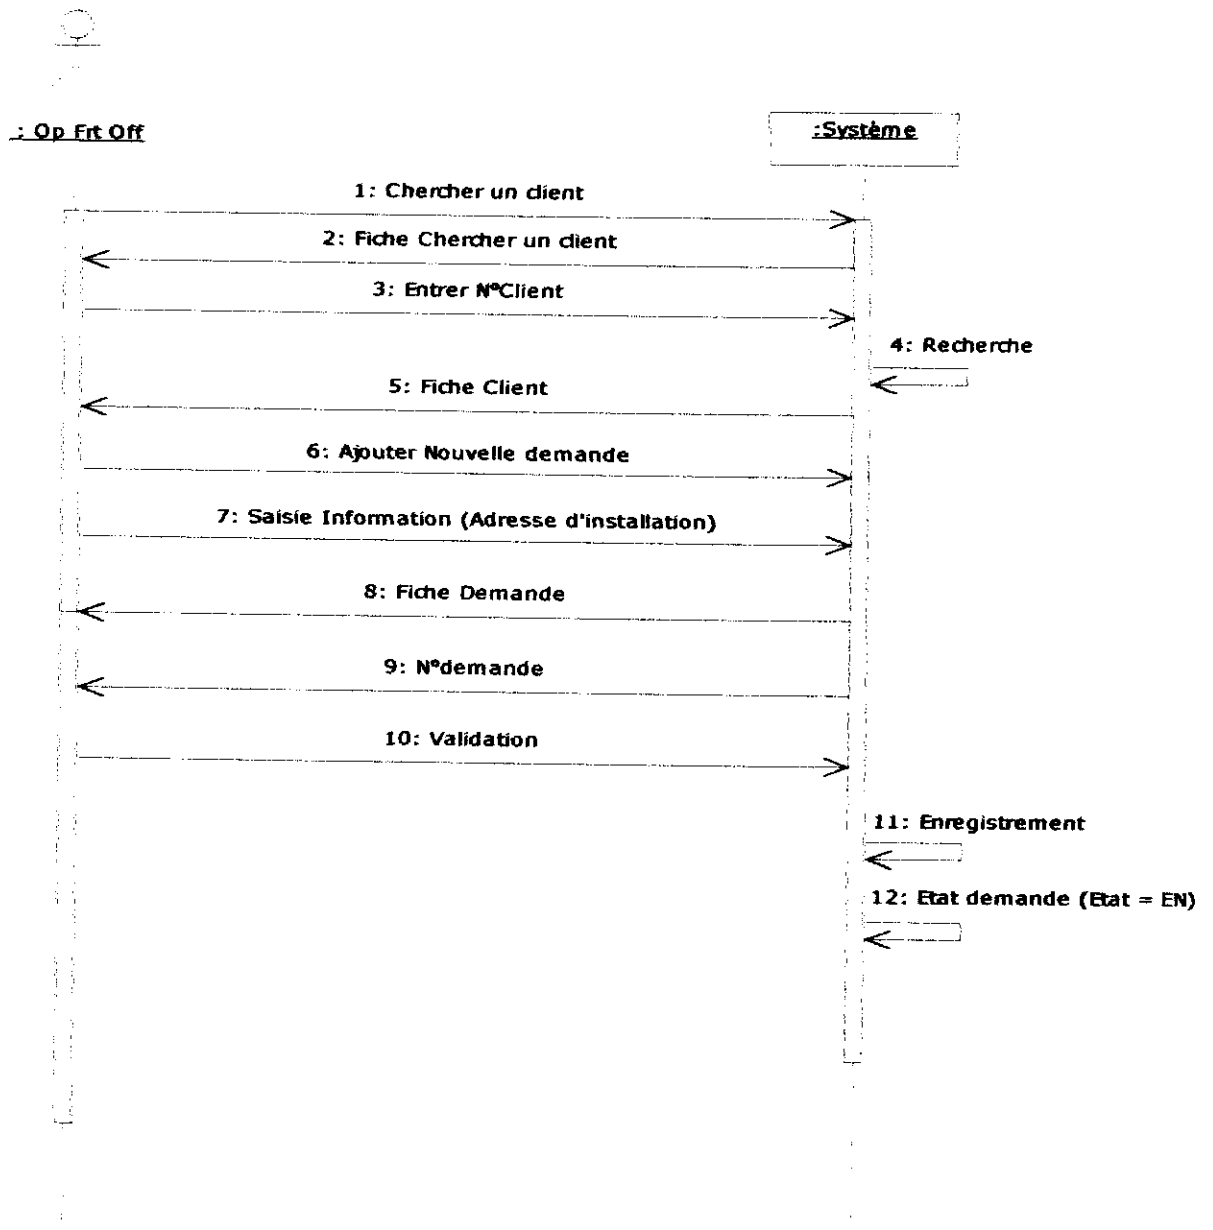 : Op Frt Off
:Système
1: Chercher un client
2: Fiche Chercher un client
3: Entrer N°Client
4: Recherche
5: Fiche Client
6: Ajouter Nouvelle demande
7: Saisie Information (Adresse d'installation)
8: Fiche Demande
9: N°demande
10: Validation
11: Enregistrement
12: Etat demande (Etat = EN)